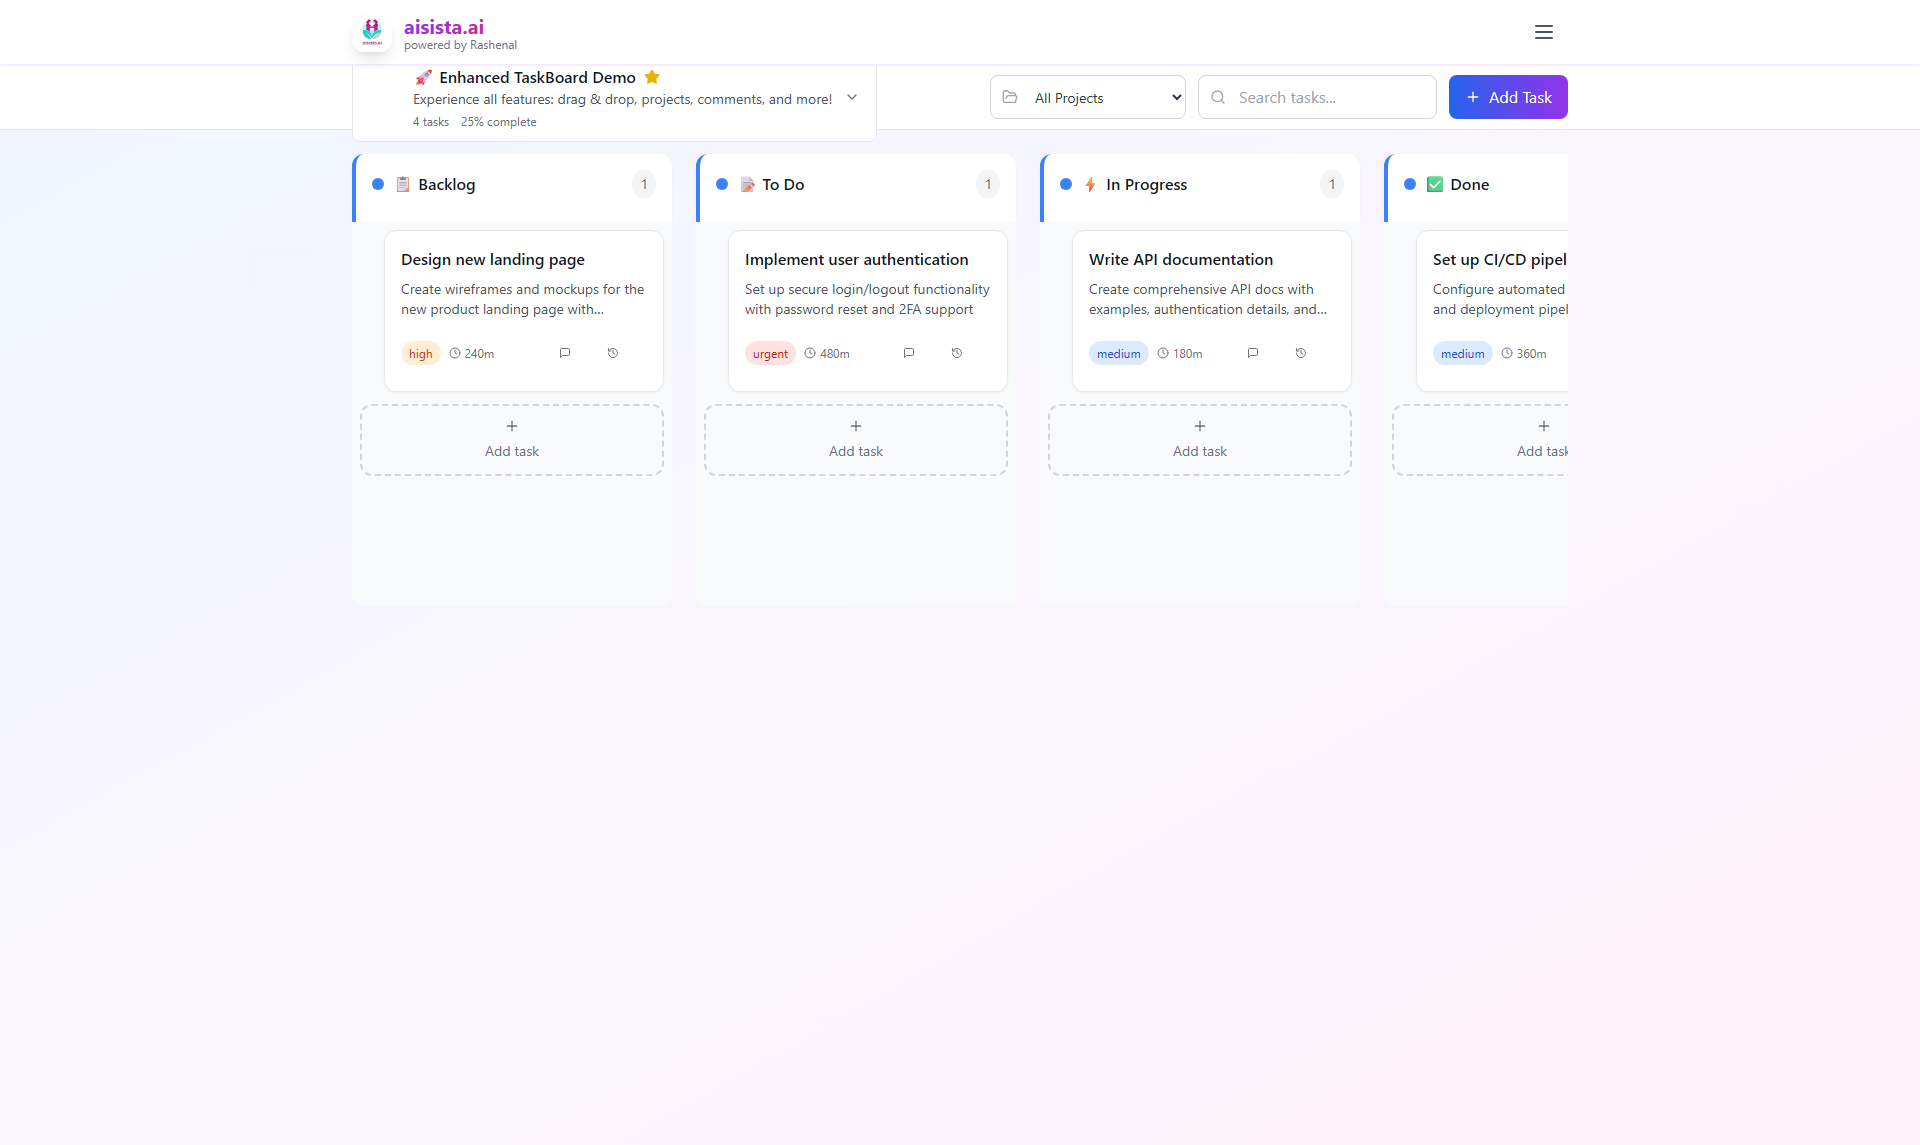 aisista.ai
powered by Rashenal
🚀 Enhanced TaskBoard Demo ⭐
Experience all features: drag & drop, projects, comments, and more!
4 tasks 25% complete
All Projects
Search tasks...
+ Add Task
📋 Backlog 1
Design new landing page
Create wireframes and mockups for the
new product landing page with...
high 240m
+
Add task
📝 To Do 1
Implement user authentication
Set up secure login/logout functionality
with password reset and 2FA support
urgent 480m
+
Add task
⚡ In Progress 1
Write API documentation
Create comprehensive API docs with
examples, authentication details, and...
medium 180m
+
Add task
✅ Done
Set up CI/CD pipel
Configure automated
and deployment pipel
medium 360m
+
Add task